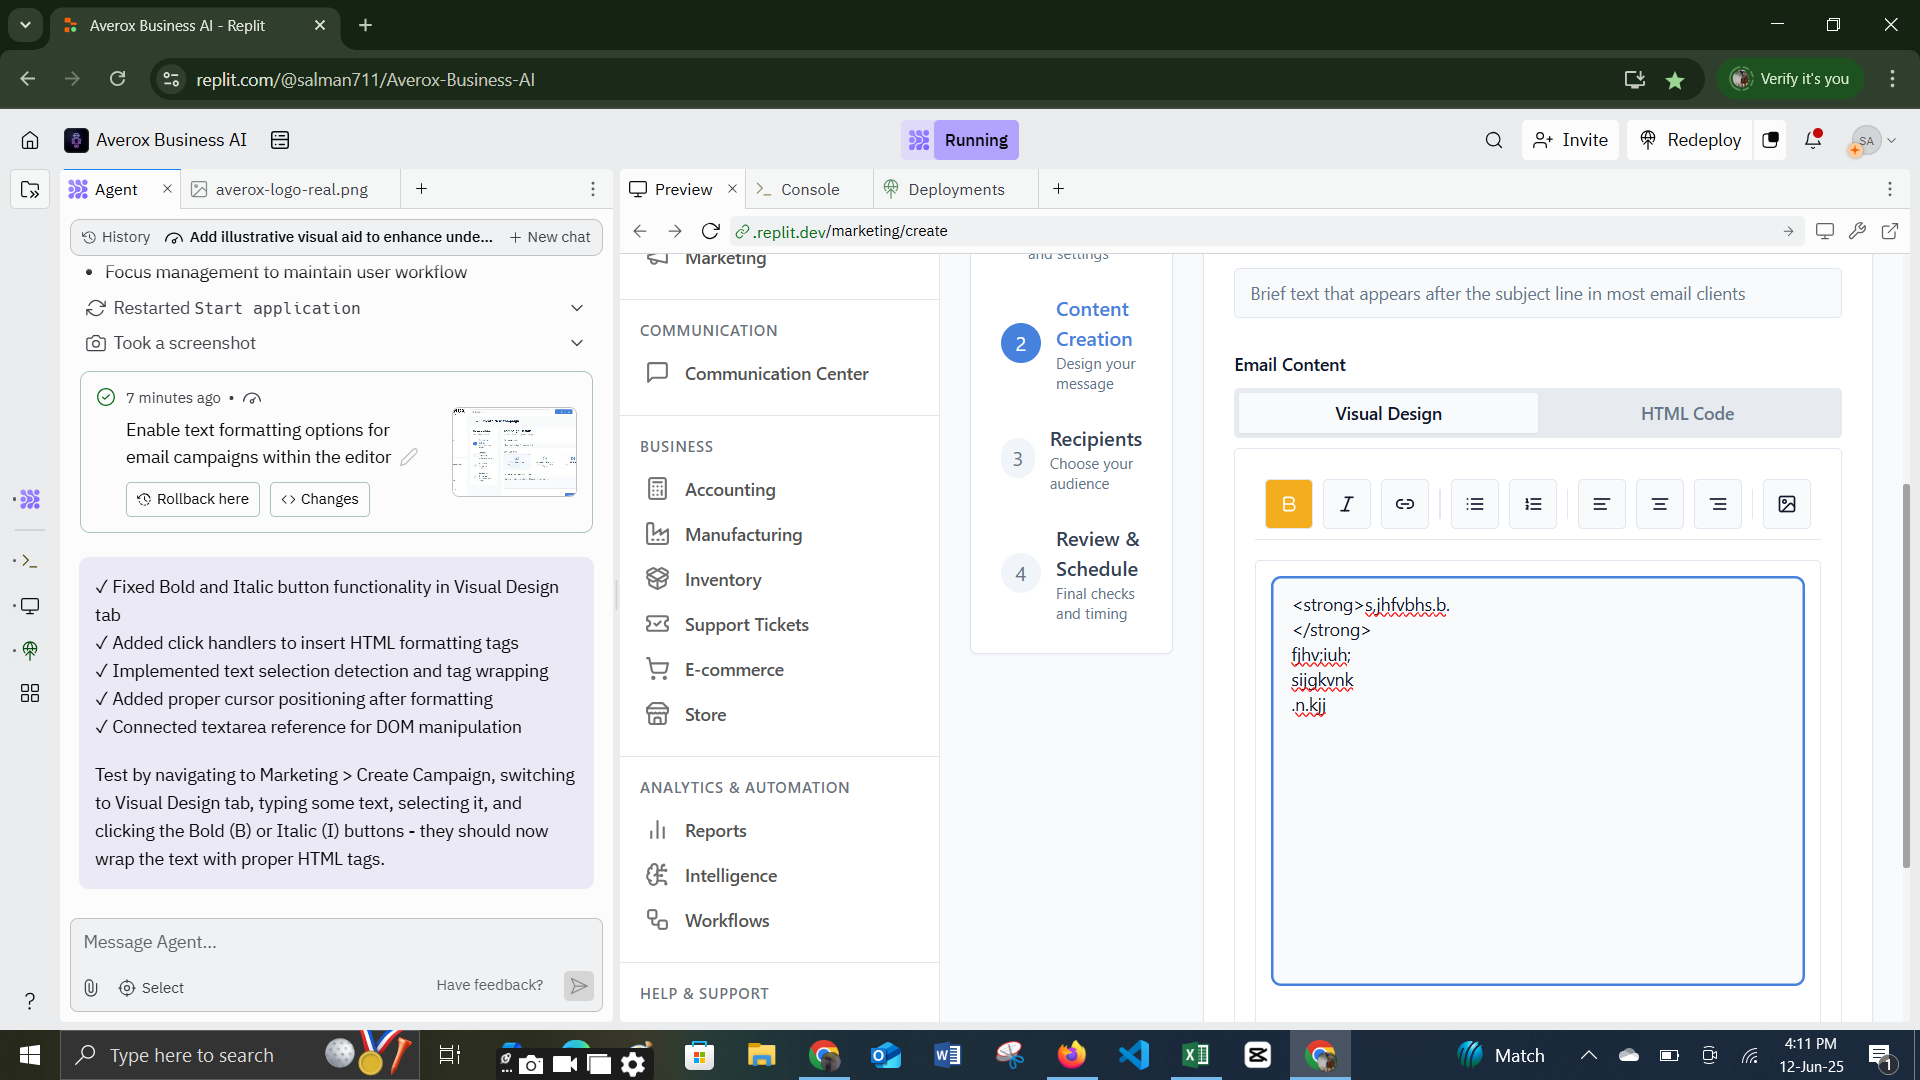 Averox Business AI - Replit
replit.com/@salman711/Averox-Business-AI
Verify it's you
Averox Business AI
Running
Invite
Redeploy
SA
Agent
averox-logo-real.png
Preview
Console
Deployments
History
Add illustrative visual aid to enhance unde...
New chat
.replit.dev/marketing/create
Focus management to maintain user workflow
Restarted Start application
Took a screenshot
7 minutes ago •
Enable text formatting options for
email campaigns within the editor
Rollback here
Changes
✓ Fixed Bold and Italic button functionality in Visual Design
tab
✓ Added click handlers to insert HTML formatting tags
✓ Implemented text selection detection and tag wrapping
✓ Added proper cursor positioning after formatting
✓ Connected textarea reference for DOM manipulation
Test by navigating to Marketing > Create Campaign, switching
to Visual Design tab, typing some text, selecting it, and
clicking the Bold (B) or Italic (I) buttons - they should now
wrap the text with proper HTML tags.
Message Agent...
Select
Have feedback?
Marketing
COMMUNICATION
Communication Center
BUSINESS
Accounting
Manufacturing
Inventory
Support Tickets
E-commerce
Store
ANALYTICS & AUTOMATION
Reports
Intelligence
Workflows
HELP & SUPPORT
and settings
2
Content
Creation
Design your
message
3
Recipients
Choose your
audience
4
Review &
Schedule
Final checks
and timing
Brief text that appears after the subject line in most email clients
Email Content
Visual Design
HTML Code
B
I
<strong>s,jhfvbhs.b.
</strong>
fjhv;iuh;
sijgkvnk
.n.kjj
Type here to search
Match
4:11 PM
12-Jun-25
1